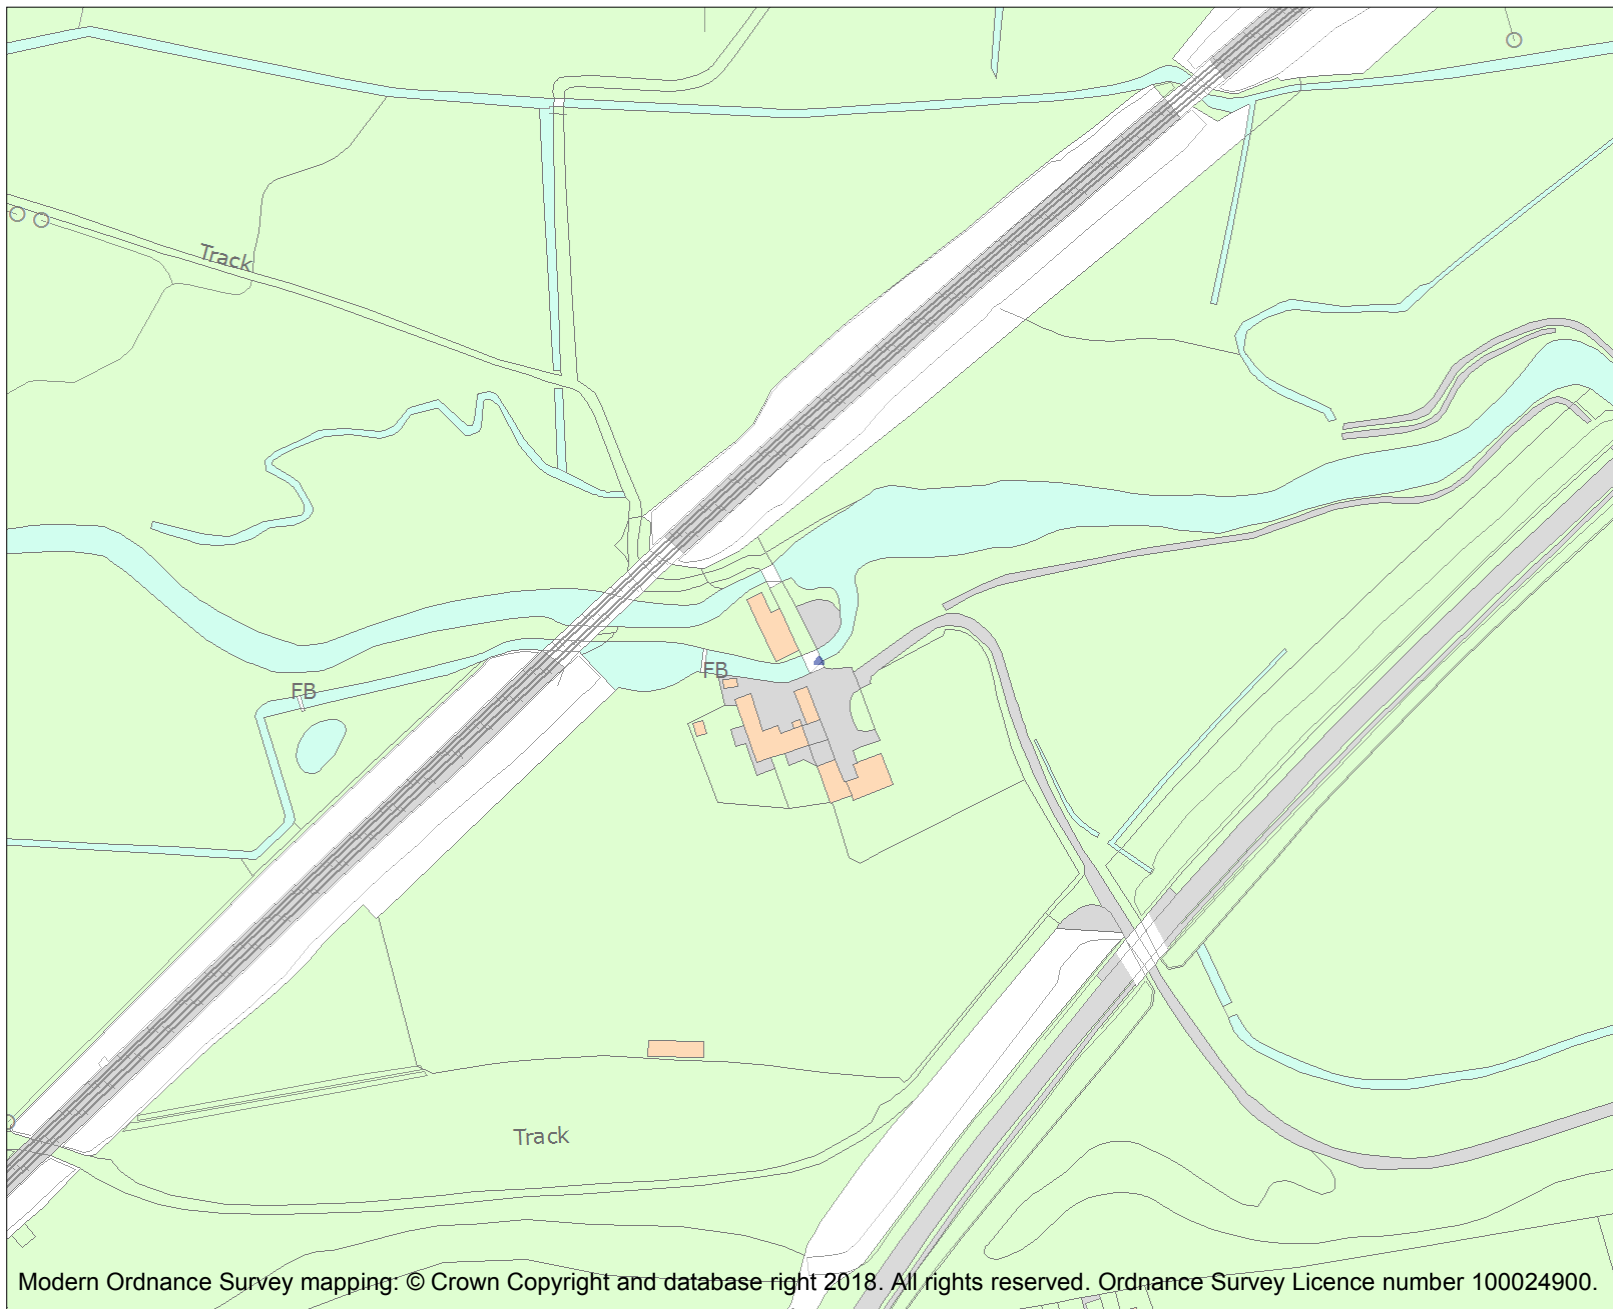 Track
FB
FB
Track
Modern Ordnance Survey mapping: © Crown Copyright and database right 2018. All rights reserved. Ordnance Survey Licence number 100024900.